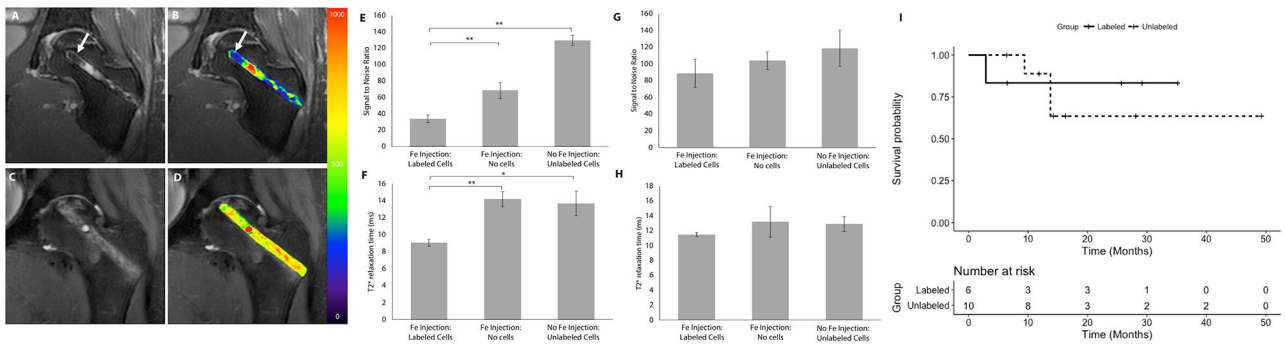 A
B
1000
500
0
C
D
E
**
**
Signal to Noise Ratio
160
140
120
100
80
60
40
20
0
Fe Injection: Labeled Cells
Fe Injection: No cells
No Fe Injection: Unlabeled Cells
F
*
**
T2* relaxation time (ms)
16
14
12
10
8
6
4
2
0
Fe Injection: Labeled Cells
Fe Injection: No cells
No Fe Injection: Unlabeled Cells
G
Signal to Noise Ratio
160
140
120
100
80
60
40
20
0
Fe Injection: Labeled Cells
Fe Injection: No cells
No Fe Injection: Unlabeled Cells
H
T2* relaxation time (ms)
18
16
14
12
10
8
6
4
2
0
Fe Injection: Labeled Cells
Fe Injection: No cells
No Fe Injection: Unlabeled Cells
I
Group Labeled Unlabeled
Survival probability
1.00
0.75
0.50
0.25
0.00
0 10 20 30 40 50
Time (Months)
Number at risk
Group
Labeled 6 3 3 1 0 0
Unlabeled 10 8 3 2 2 0
0 10 20 30 40 50
Time (Months)